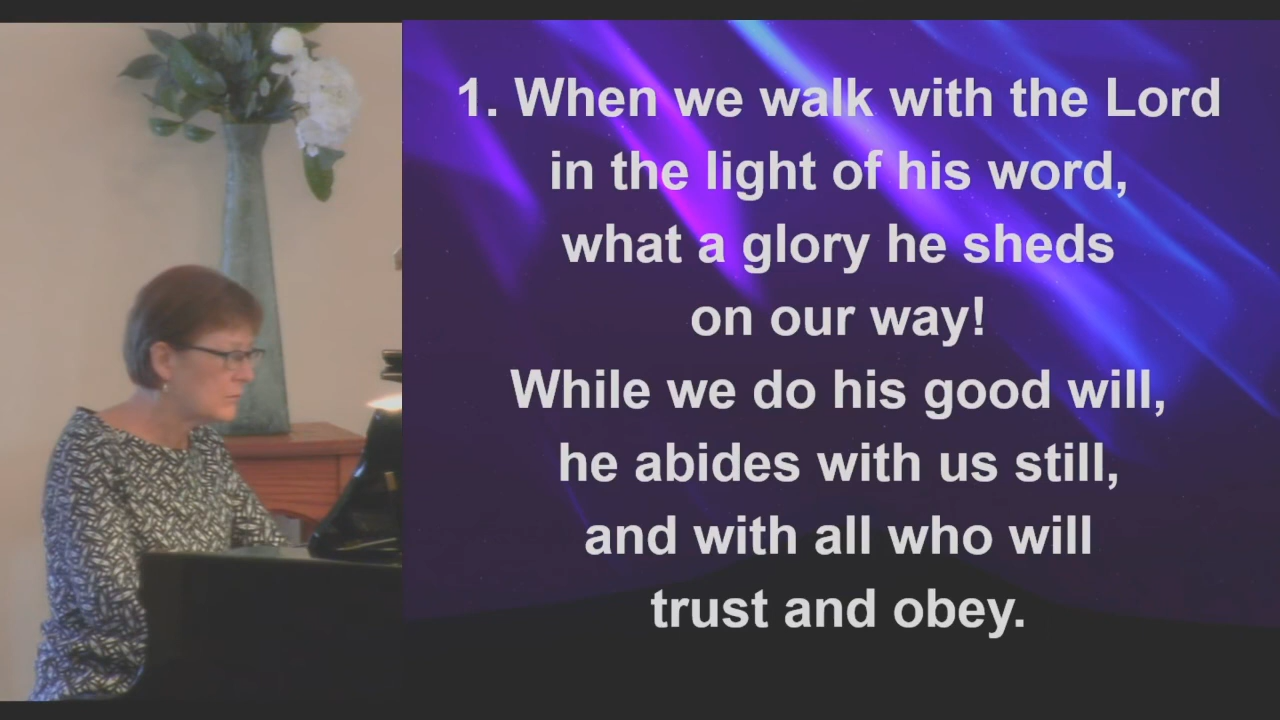 1. When we walk with the Lord
in the light of his word,
what a glory he sheds
on our way!
While we do his good will,
he abides with us still,
and with all who will
trust and obey.